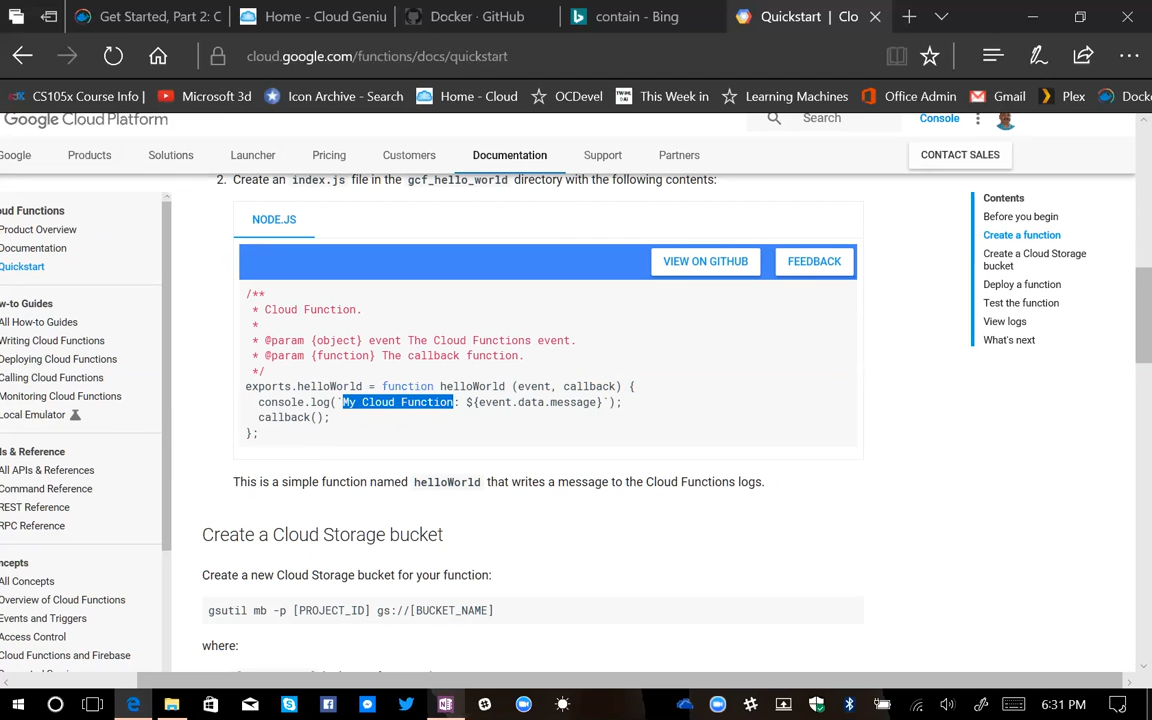 Get Started, Part 2: C
Home - Cloud Geniu
Docker · GitHub
contain - Bing
Quickstart | Clo
cloud.google.com/functions/docs/quickstart
CS105x Course Info |
Microsoft 3d
Icon Archive - Search
Home - Cloud
OCDevel
This Week in
Learning Machines
Office Admin
Gmail
Plex
Docke
Google Cloud Platform
Search
Console
Google
Products
Solutions
Launcher
Pricing
Customers
Documentation
Support
Partners
CONTACT SALES
oud Functions
Product Overview
Documentation
Quickstart
w-to Guides
All How-to Guides
Writing Cloud Functions
Deploying Cloud Functions
Calling Cloud Functions
Monitoring Cloud Functions
Local Emulator
Is & Reference
All APIs & References
Command Reference
REST Reference
RPC Reference
ncepts
All Concepts
Overview of Cloud Functions
Events and Triggers
Access Control
Cloud Functions and Firebase
2. Create an index.js file in the gcf_hello_world directory with the following contents:
NODE.JS
VIEW ON GITHUB
FEEDBACK
/**
* Cloud Function.
*
* @param {object} event The Cloud Functions event.
* @param {function} The callback function.
*/
exports.helloWorld = function helloWorld (event, callback) {
console.log(`My Cloud Function: ${event.data.message}`);
callback();
};
This is a simple function named helloWorld that writes a message to the Cloud Functions logs.
Create a Cloud Storage bucket
Create a new Cloud Storage bucket for your function:
gsutil mb -p [PROJECT_ID] gs://[BUCKET_NAME]
where:
Contents
Before you begin
Create a function
Create a Cloud Storage
bucket
Deploy a function
Test the function
View logs
What's next
6:31 PM